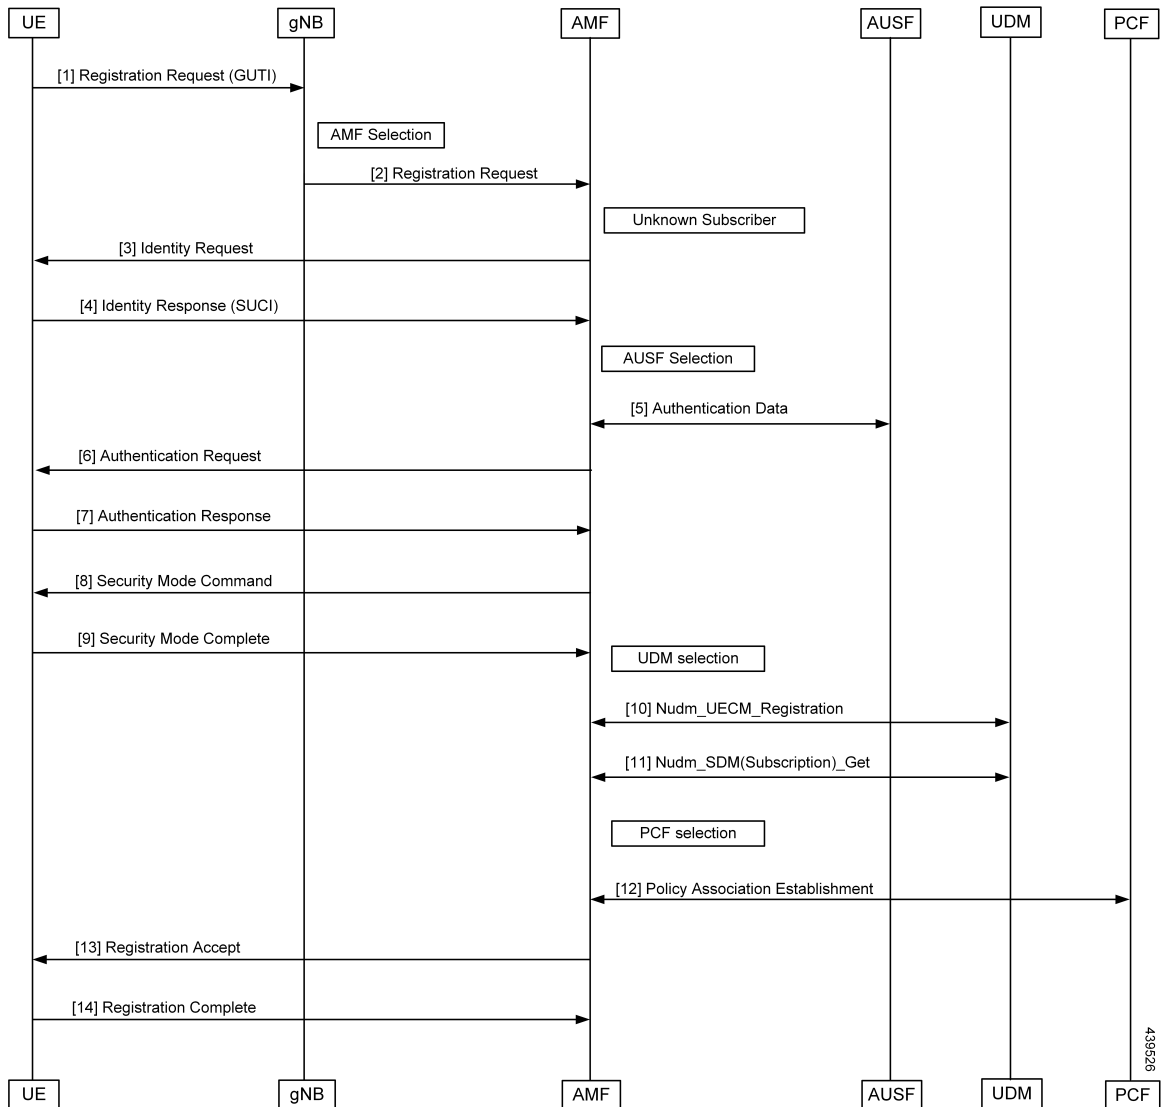 UE gNB AMF AUSF UDM PCF
[1] Registration Request (GUTI)
AMF Selection
[2] Registration Request
Unknown Subscriber
[3] Identity Request
[4] Identity Response (SUCI)
AUSF Selection
[5] Authentication Data
[6] Authentication Request
[7] Authentication Response
[8] Security Mode Command
[9] Security Mode Complete
UDM selection
[10] Nudm_UECM_Registration
[11] Nudm_SDM(Subscription)_Get
PCF selection
[12] Policy Association Establishment
[13] Registration Accept
[14] Registration Complete
439526
UE gNB AMF AUSF UDM PCF